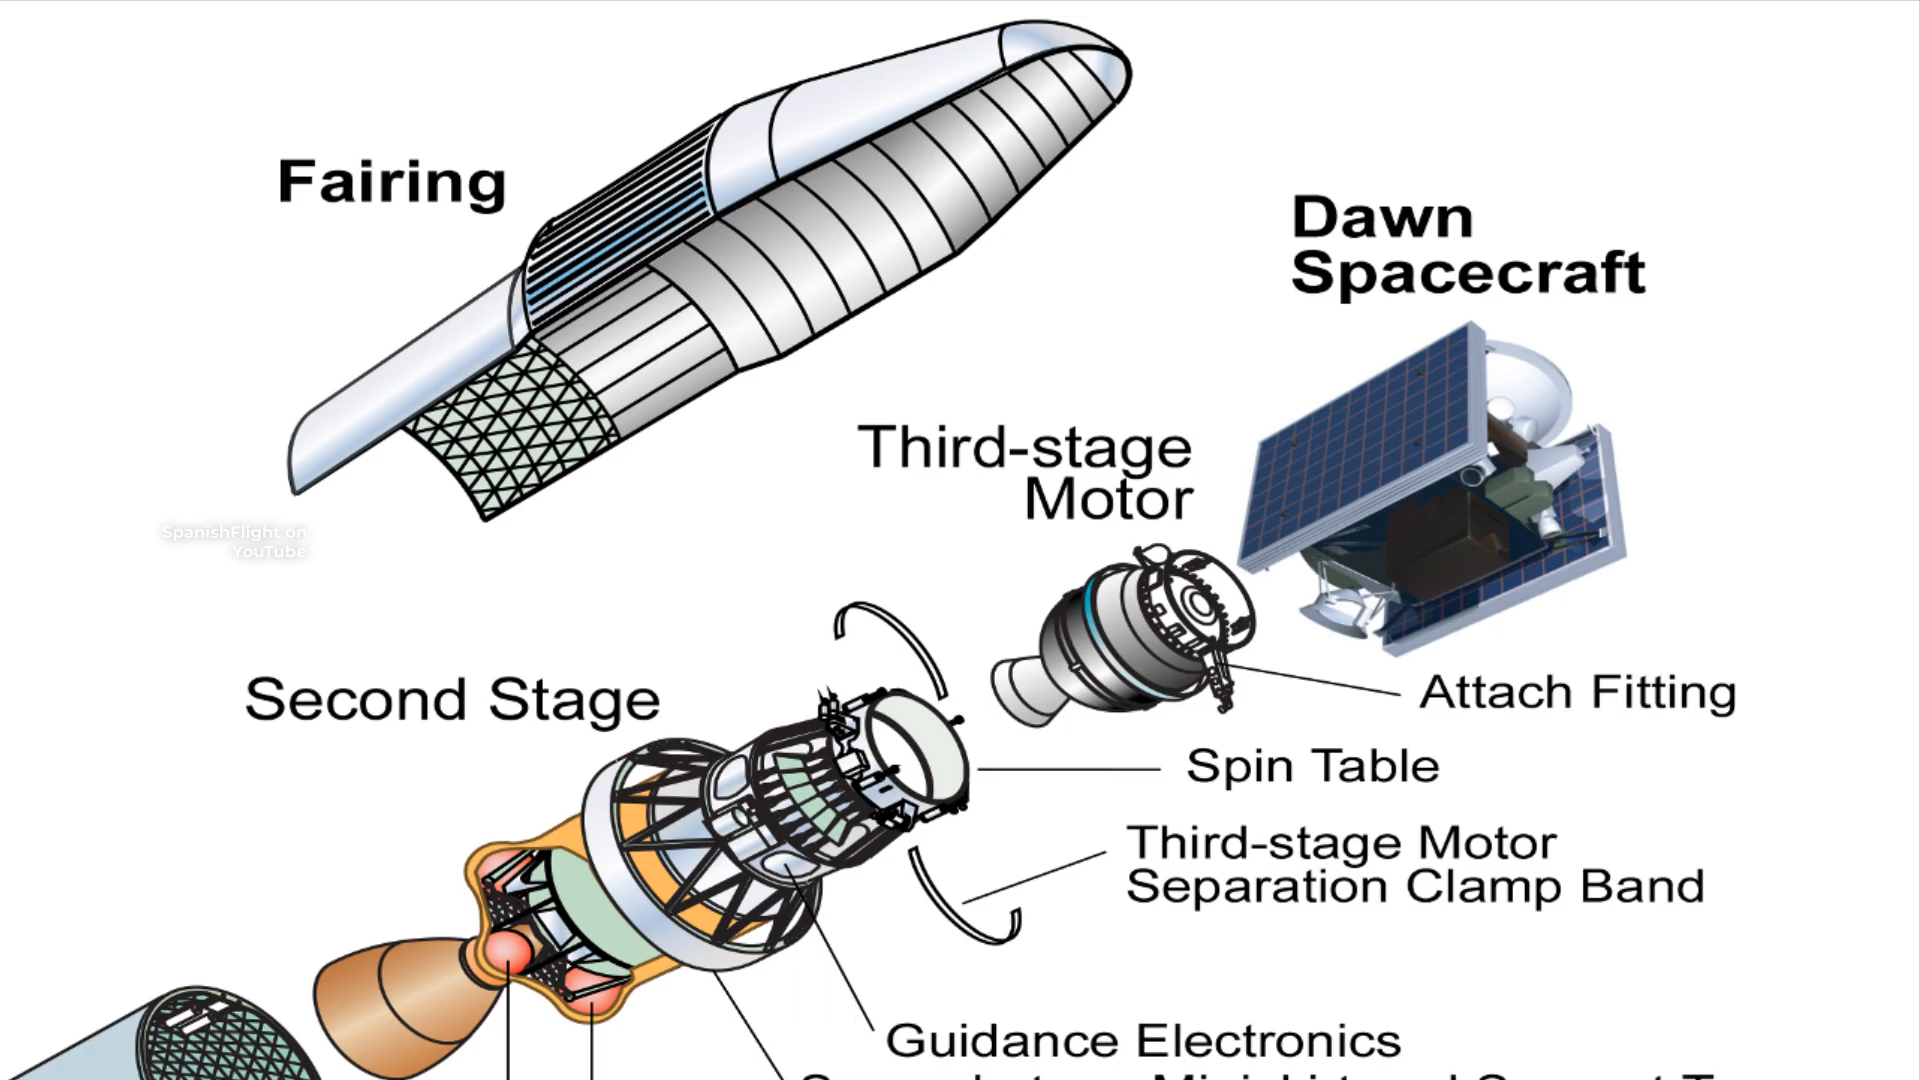 Fairing
Dawn
Spacecraft
Third-stage
Motor
SpanishFlight on
YouTube
Second Stage
Attach Fitting
Spin Table
Third-stage Motor
Separation Clamp Band
Guidance Electronics